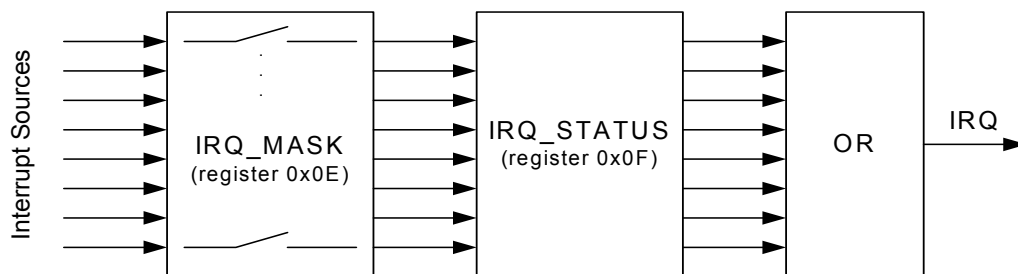 Interrupt Sources
IRQ_MASK
(register 0x0E)
IRQ_STATUS
(register 0x0F)
OR
IRQ